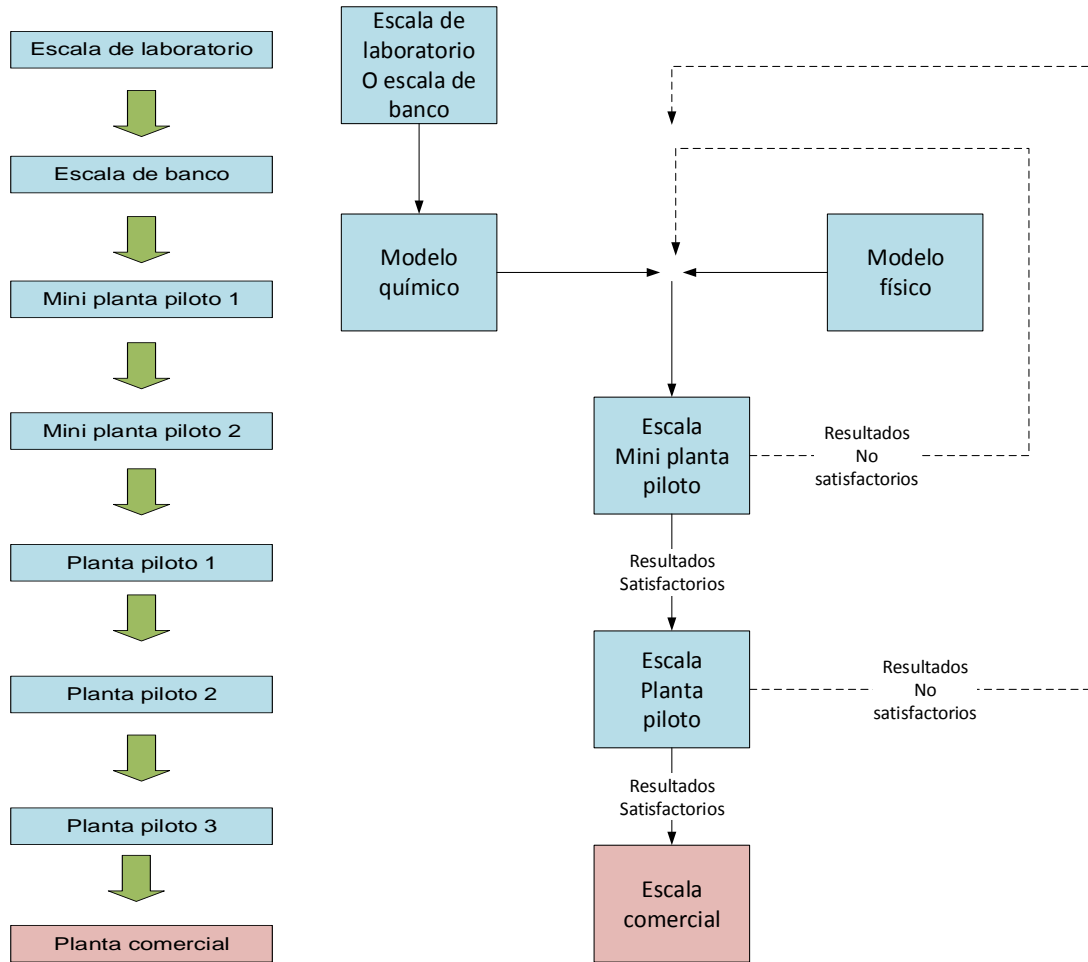 Escala de laboratorio
Escala de banco
Mini planta piloto 1
Mini planta piloto 2
Planta piloto 1
Planta piloto 2
Planta piloto 3
Planta comercial
Escala de
laboratorio
O escala de
banco
Modelo
químico
Modelo
físico
Escala
Mini planta
piloto
Resultados
No
satisfactorios
Resultados
Satisfactorios
Escala
Planta
piloto
Resultados
No
satisfactorios
Resultados
Satisfactorios
Escala
comercial